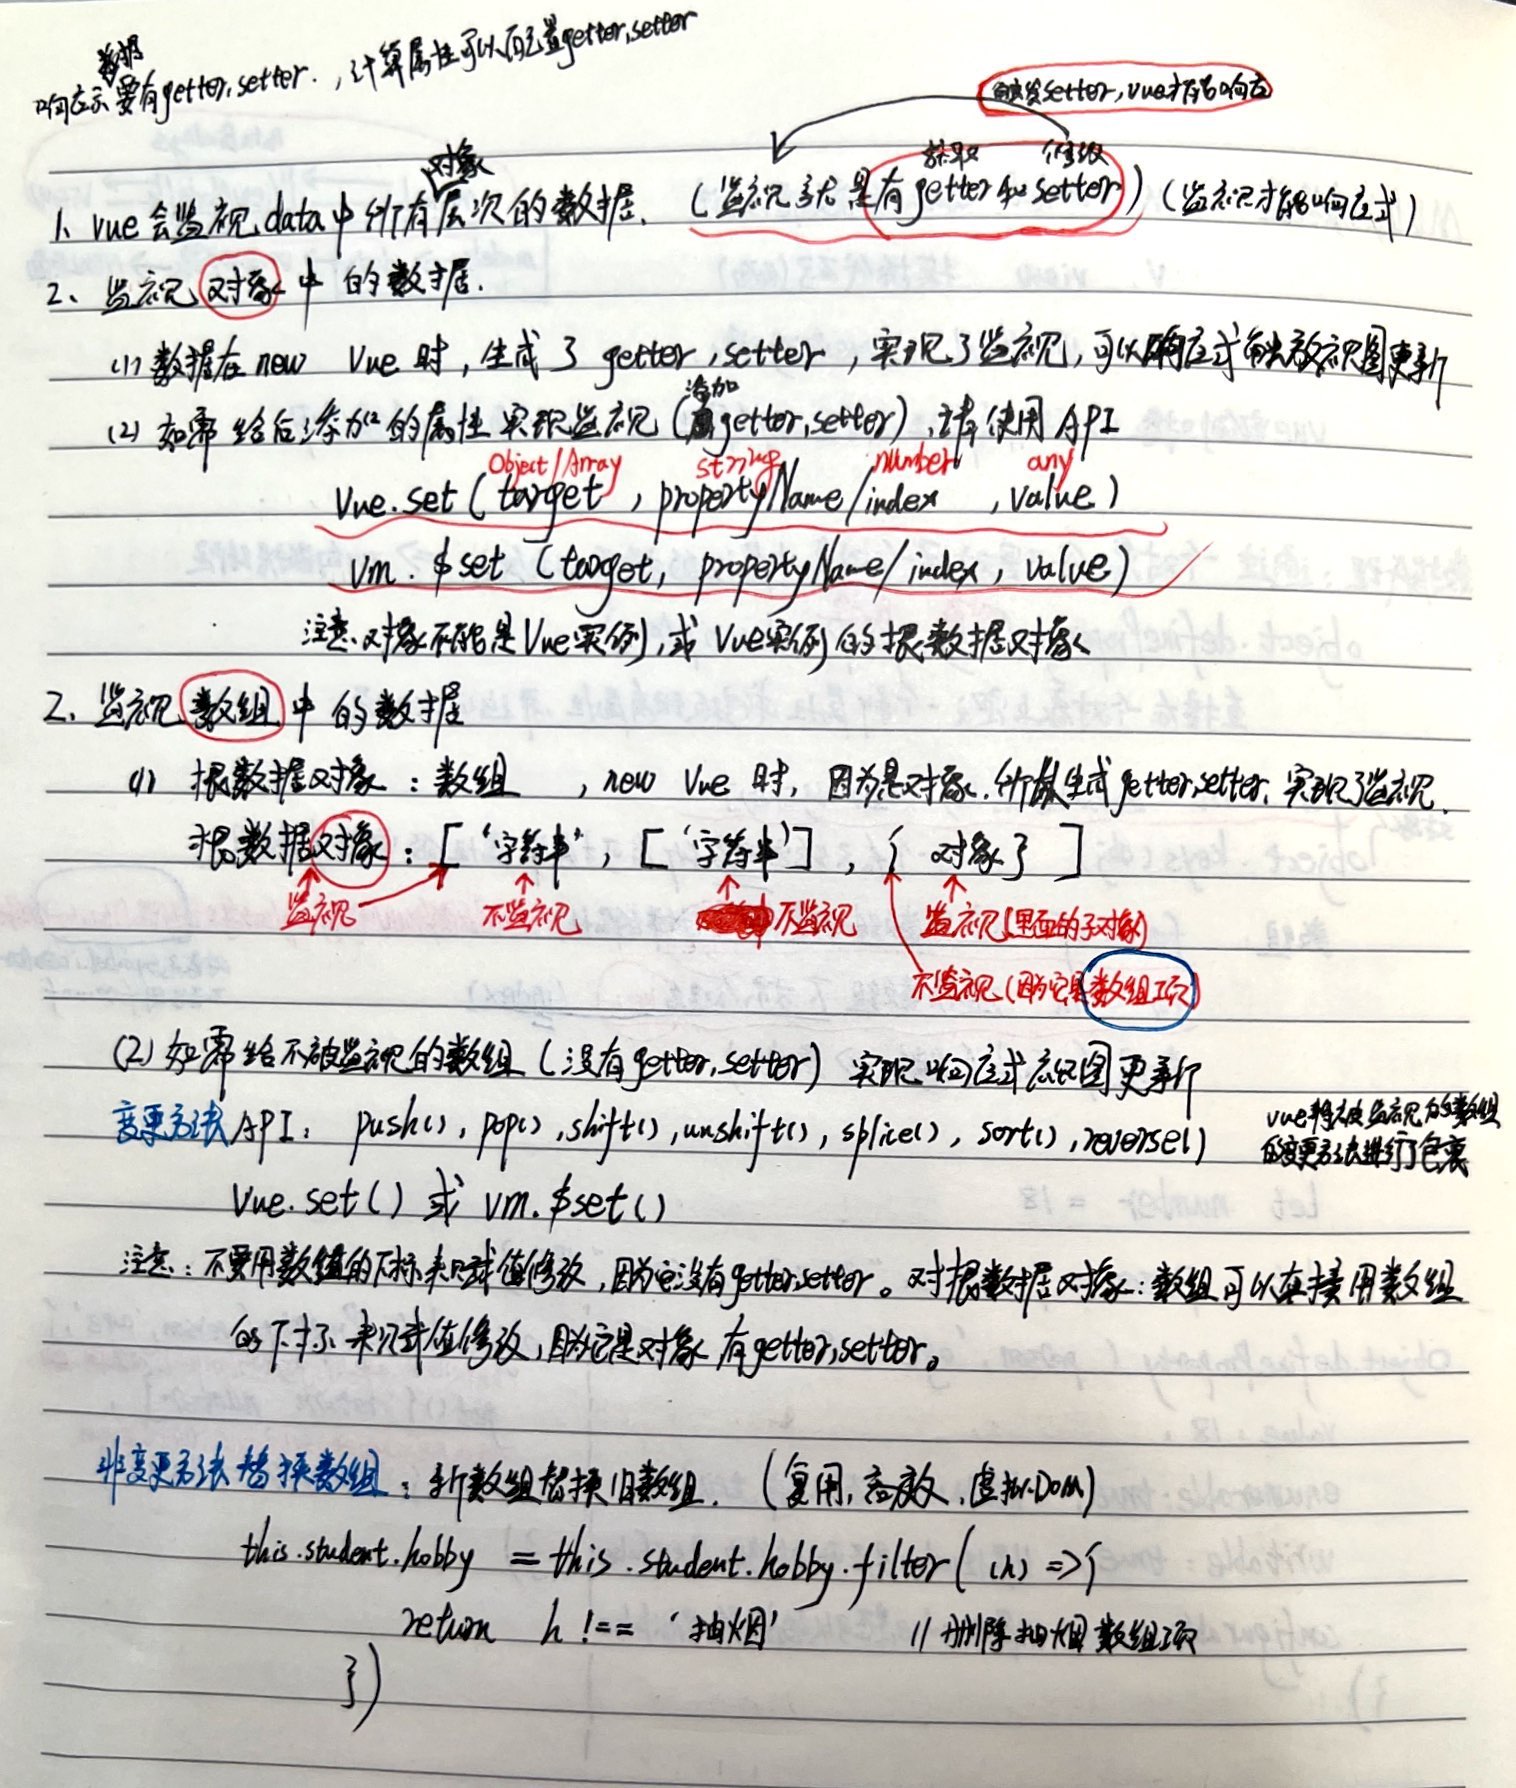 数据
响应式要有getter,setter.，计算属性可以配置getter,setter
触发setter,vue才能响应
对象
获取 修改
1、vue会监视data中所有层次的数据.（监视就是有getter和setter）（监视才能响应式）
2、监视对象中的数据.
(1) 数据在new Vue时，生成了getter,setter，实现了监视，可以响应式触发视图更新
添加
(2) 如需给后添加的属性实现监视（getter,setter），请使用API
Object/Array string number any
Vue.set(target, propertyName/index, value)
vm.$set(target, propertyName/index, value)
注意.对象不能是Vue实例,或Vue实例的根数据对象
2、监视数组中的数据
(1) 根数据对象：数组，new Vue时，因为是对象.所以生成getter,setter.实现了监视.
根数据对象：['字符串', ['字符串'], { 对象}]
监视 不监视 不监视 监视(里面的子对象)
不监视(因为它是数组项)
(2) 如需给不被监视的数组（没有getter,setter）实现响应式视图更新
变更方法API: push(), pop(), shift(), unshift(), splice(), sort(), reverse()
vue将被监视的数组
的变更方法进行了包裹
Vue.set()或vm.$set()
注意：不要用数组的下标来赋值修改，因为它没有getter,setter。对根数据对象：数组可以直接用数组
的下标来赋值修改，因为它是对象有getter,setter。
非变更方法替换数组：新数组替换旧数组.（复用,高效,虚拟DOM）
this.student.hobby = this.student.hobby.filter( (h) => {
return h !== '抽烟' // 删除抽烟数组项
})